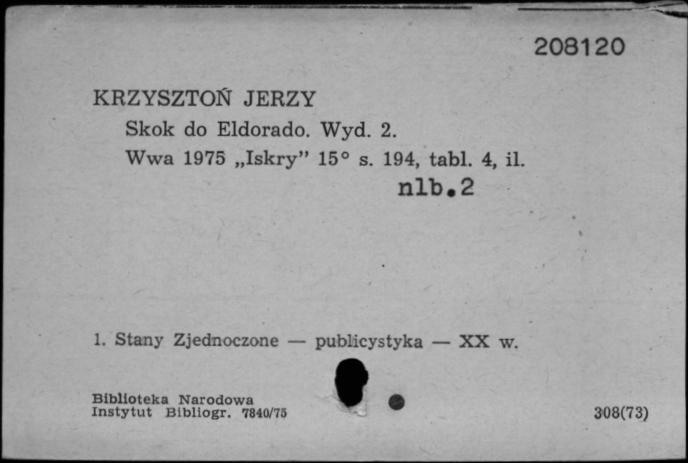 208120
KRZYSZTOŃ JERZY
Skok do Eldorado. Wyd. 2.
Wwa 1975 „Iskry” 15° s. 194, tabl. 4, il.
nlb.2
1. Stany Zjednoczone — publicystyka — XX w.
Biblioteka Narodowa
Instytut Bibliogr. 7840/75
308(73)